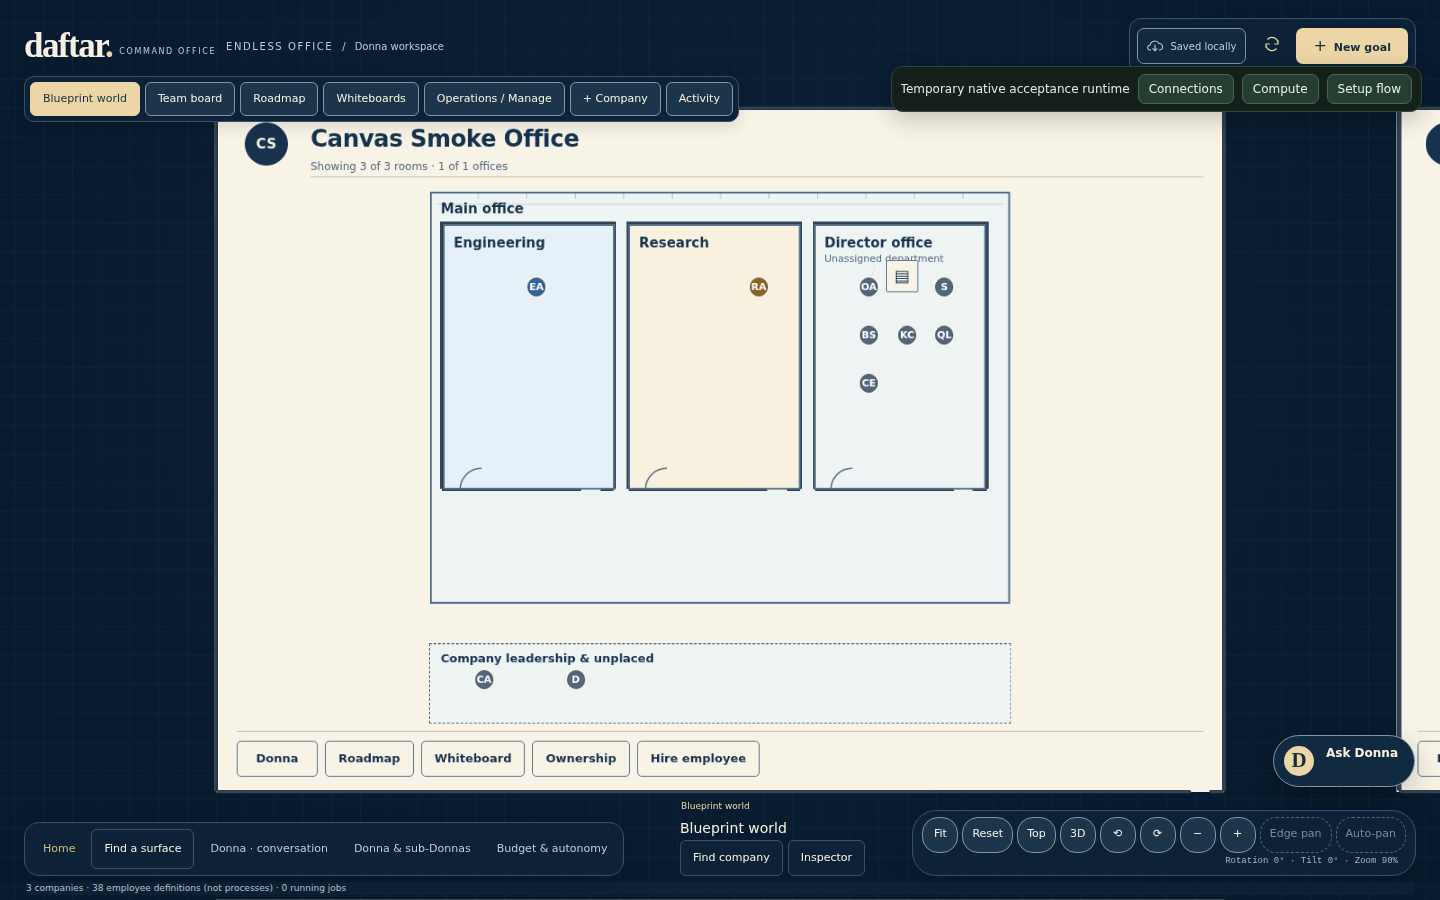 daftar. COMMAND OFFICE ENDLESS OFFICE / Donna workspace
Saved locally
+ New goal
Blueprint world Team board Roadmap Whiteboards Operations / Manage + Company Activity
Temporary native acceptance runtime Connections Compute Setup flow
CS
Canvas Smoke Office
Showing 3 of 3 rooms · 1 of 1 offices
Main office
Engineering Research Director office
Unassigned department
EA RA OA S
BS KC QL
CE
Company leadership & unplaced
CA D
Donna Roadmap Whiteboard Ownership Hire employee
D Ask Donna
Blueprint world
Blueprint world
Home Find a surface Donna · conversation Donna & sub-Donnas Budget & autonomy
Find company Inspector
Fit Reset Top 3D ⟲ ⟳ − + Edge pan Auto-pan
Rotation 0° · Tilt 0° · Zoom 90%
3 companies · 38 employee definitions (not processes) · 0 running jobs